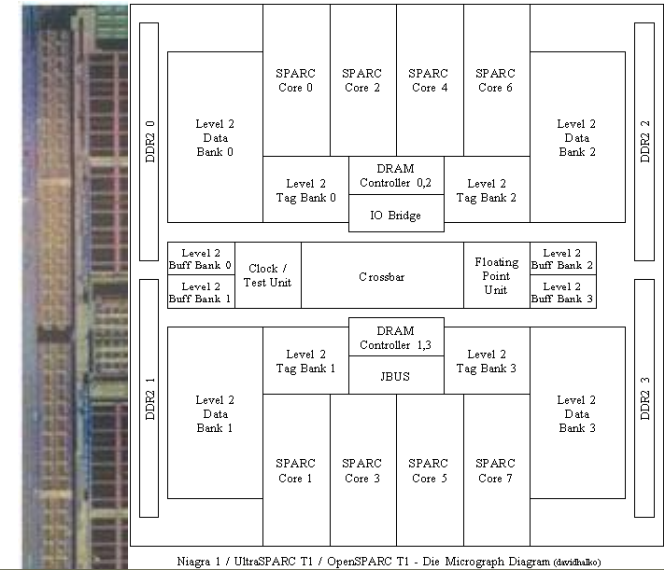 SPARC
Core 0
SPARC
Core 2
SPARC
Core 4
SPARC
Core 6
DDR2 0
Level 2
Data
Bank 0
Level 2
Data
Bank 2
DDR2 2
Level 2
Tag Bank 0
DRAM
Controller 0,2
IO Bridge
Level 2
Tag Bank 2
Level 2
Buff Bank 0
Level 2
Buff Bank 1
Clock /
Test Unit
Crossbar
Floating
Point
Unit
Level 2
Buff Bank 2
Level 2
Buff Bank 3
DDR2 1
Level 2
Data
Bank 1
Level 2
Tag Bank 1
DRAM
Controller 1,3
JBUS
Level 2
Tag Bank 3
Level 2
Data
Bank 3
DDR2 3
SPARC
Core 1
SPARC
Core 3
SPARC
Core 5
SPARC
Core 7
Niagra 1 / UltraSPARC T1 / OpenSPARC T1 - Die Micrograph Diagram (davidhalko)